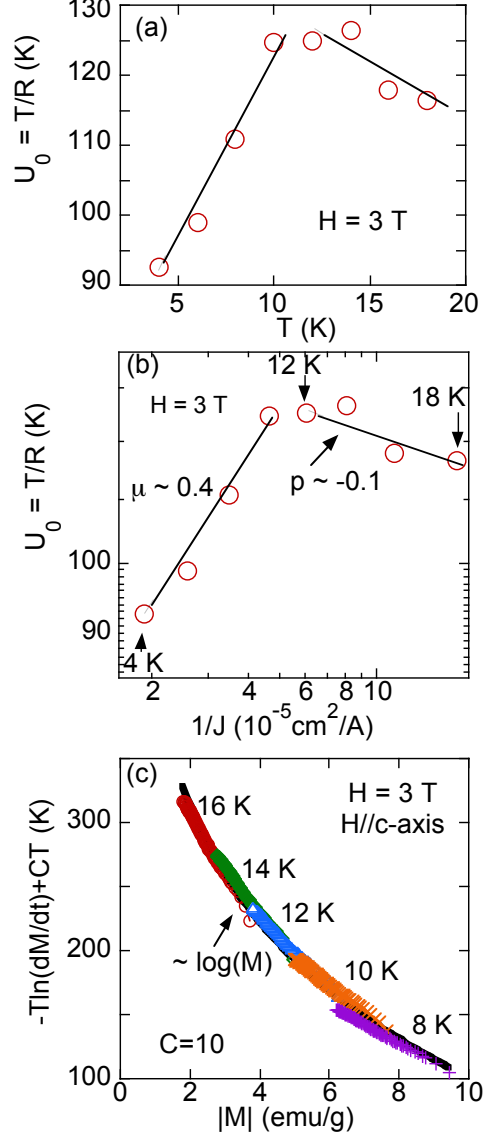 (a)
130
125
120
110
100
90
U₀ = T/R (K)
H = 3 T
5
10
15
20
T (K)
(b)
12 K
H = 3 T
18 K
μ ~ 0.4
p ~ -0.1
100
90
U₀ = T/R (K)
4 K
2
4
6
8
10
1/J (10⁻⁵cm²/A)
(c)
H = 3 T
H//c-axis
16 K
14 K
12 K
10 K
8 K
~ log(M)
C=10
300
200
100
-Tln(dM/dt)+CT (K)
0
2
4
6
8
10
|M| (emu/g)